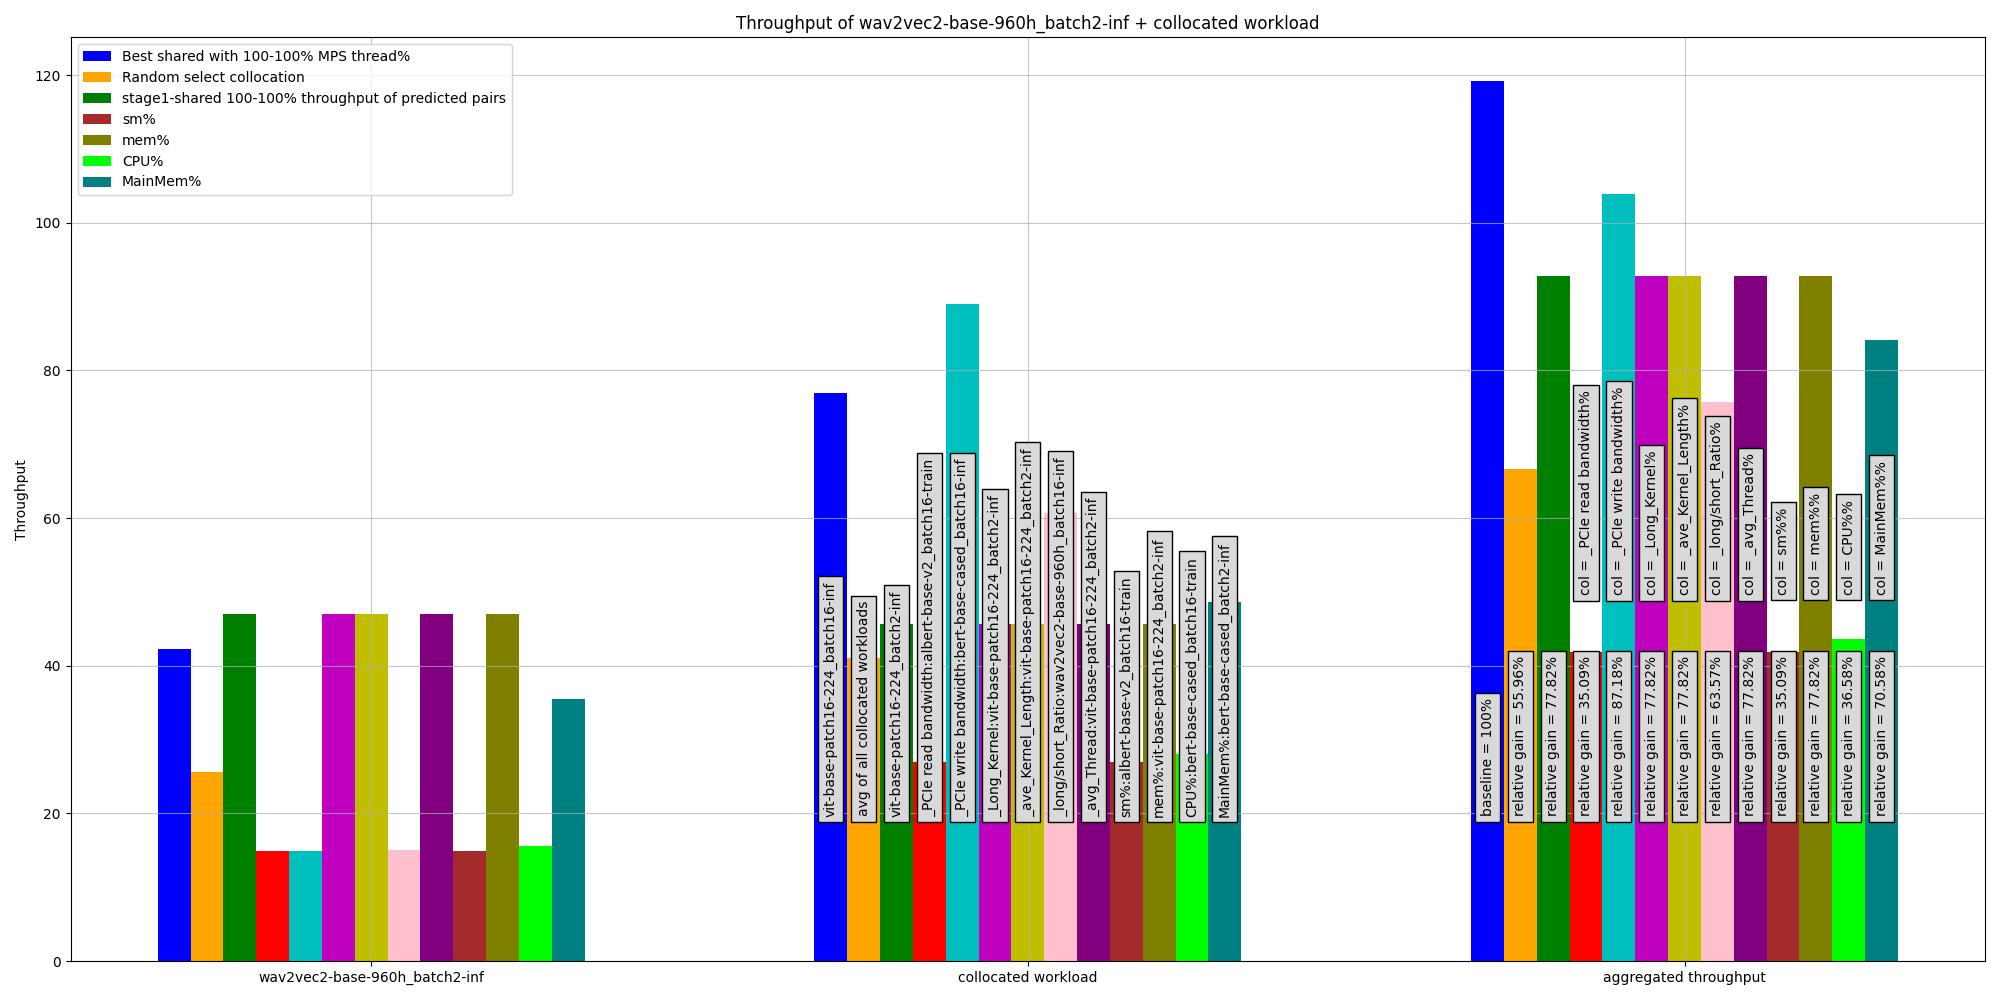 Throughput of wav2vec2-base-960h_batch2-inf + collocated workload
Best shared with 100-100% MPS thread%
Random select collocation
stage1-shared 100-100% throughput of predicted pairs
sm%
mem%
CPU%
MainMem%
Throughput
120
100
80
60
40
20
0
vit-base-patch16-224_batch16-inf
avg of all collocated workloads
vit-base-patch16-224_batch2-inf
_PCIe read bandwidth:albert-base-v2_batch16-train
_PCIe write bandwidth:bert-base-cased_batch16-inf
_Long_Kernel:vit-base-patch16-224_batch2-inf
_ave_Kernel_Length:vit-base-patch16-224_batch2-inf
_long/short_Ratio:wav2vec2-base-960h_batch16-inf
_avg_Thread:vit-base-patch16-224_batch2-inf
sm%:albert-base-v2_batch16-train
mem%:vit-base-patch16-224_batch2-inf
CPU%:bert-base-cased_batch16-train
MainMem%:bert-base-cased_batch2-inf
col = _PCIe read bandwidth%
col = _PCIe write bandwidth%
col = _Long_Kernel%
col = _ave_Kernel_Length%
col = _long/short_Ratio%
col = _avg_Thread%
col = sm%%
col = mem%%
col = CPU%%
col = MainMem%%
baseline = 100%
relative gain = 55.96%
relative gain = 77.82%
relative gain = 35.09%
relative gain = 87.18%
relative gain = 77.82%
relative gain = 77.82%
relative gain = 63.57%
relative gain = 77.82%
relative gain = 35.09%
relative gain = 77.82%
relative gain = 36.58%
relative gain = 70.58%
wav2vec2-base-960h_batch2-inf
collocated workload
aggregated throughput